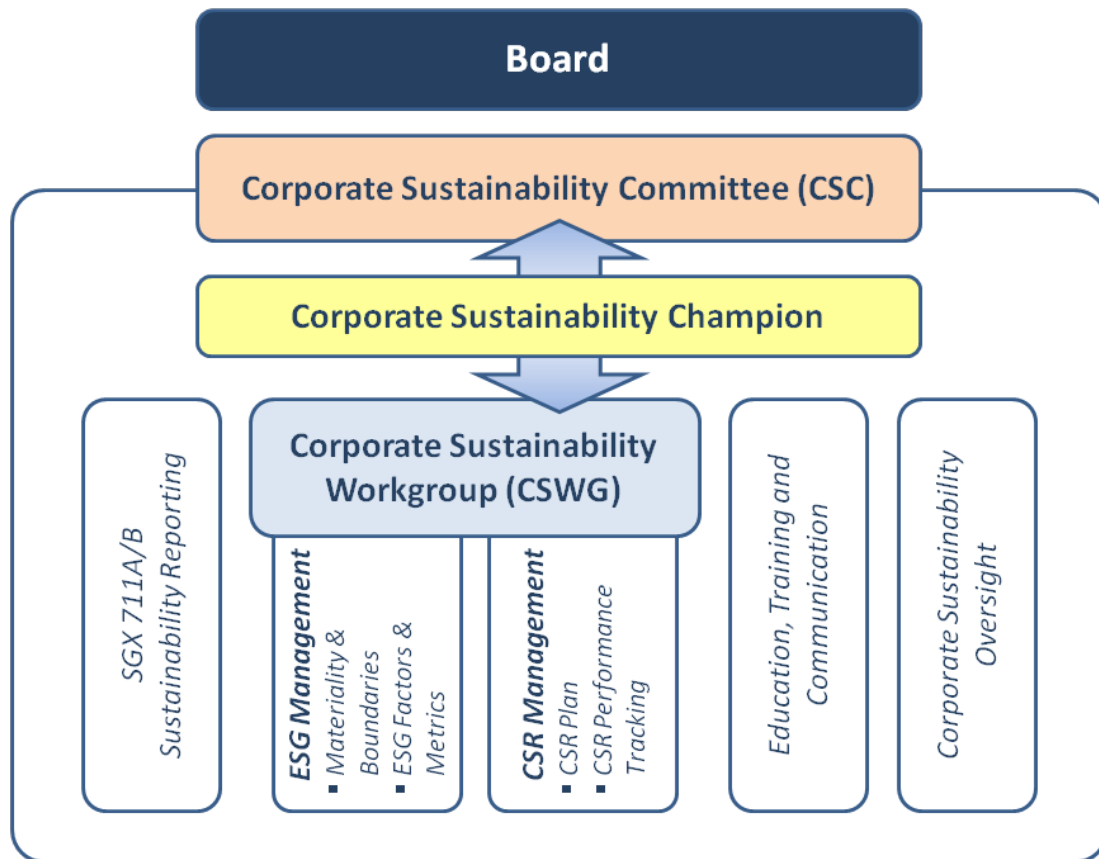 Board
Corporate Sustainability Committee (CSC)
Corporate Sustainability Champion
Corporate Sustainability
Workgroup (CSWG)
SGX 711A/B
Sustainability Reporting
ESG Management
▪ Materiality &
Boundaries
▪ ESG Factors &
Metrics
CSR Management
▪ CSR Plan
▪ CSR Performance
Tracking
Education, Training and
Communication
Corporate Sustainability
Oversight